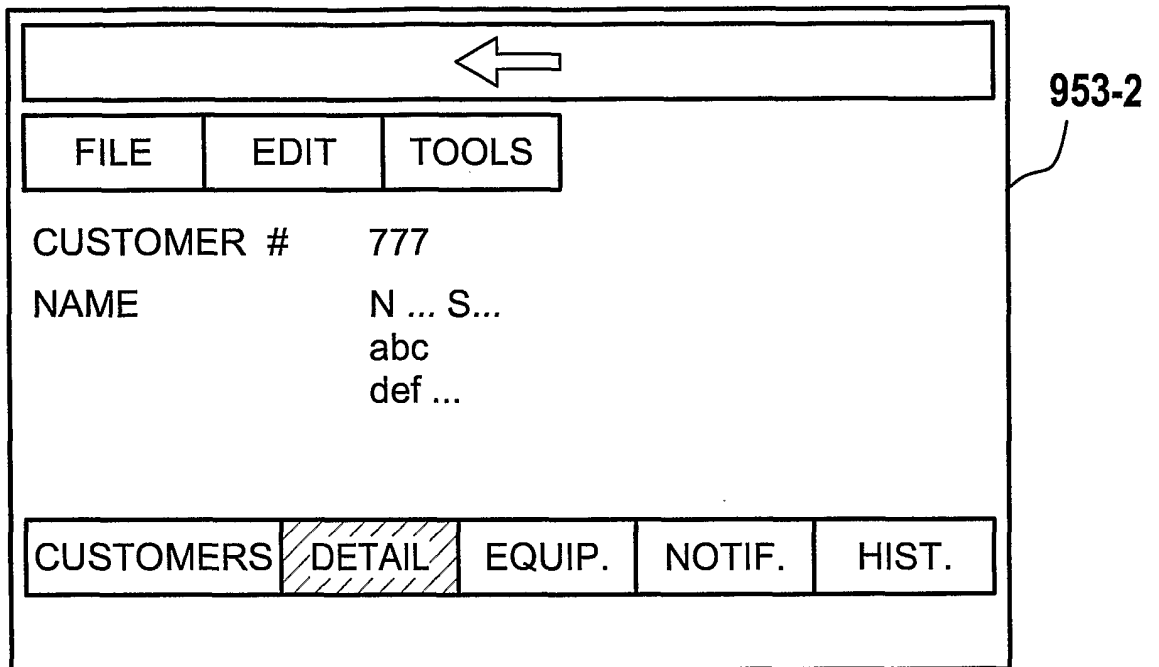 953-2
FILE EDIT TOOLS
CUSTOMER # 777
NAME N ... S...
abc
def ...
CUSTOMERS DETAIL EQUIP. NOTIF. HIST.